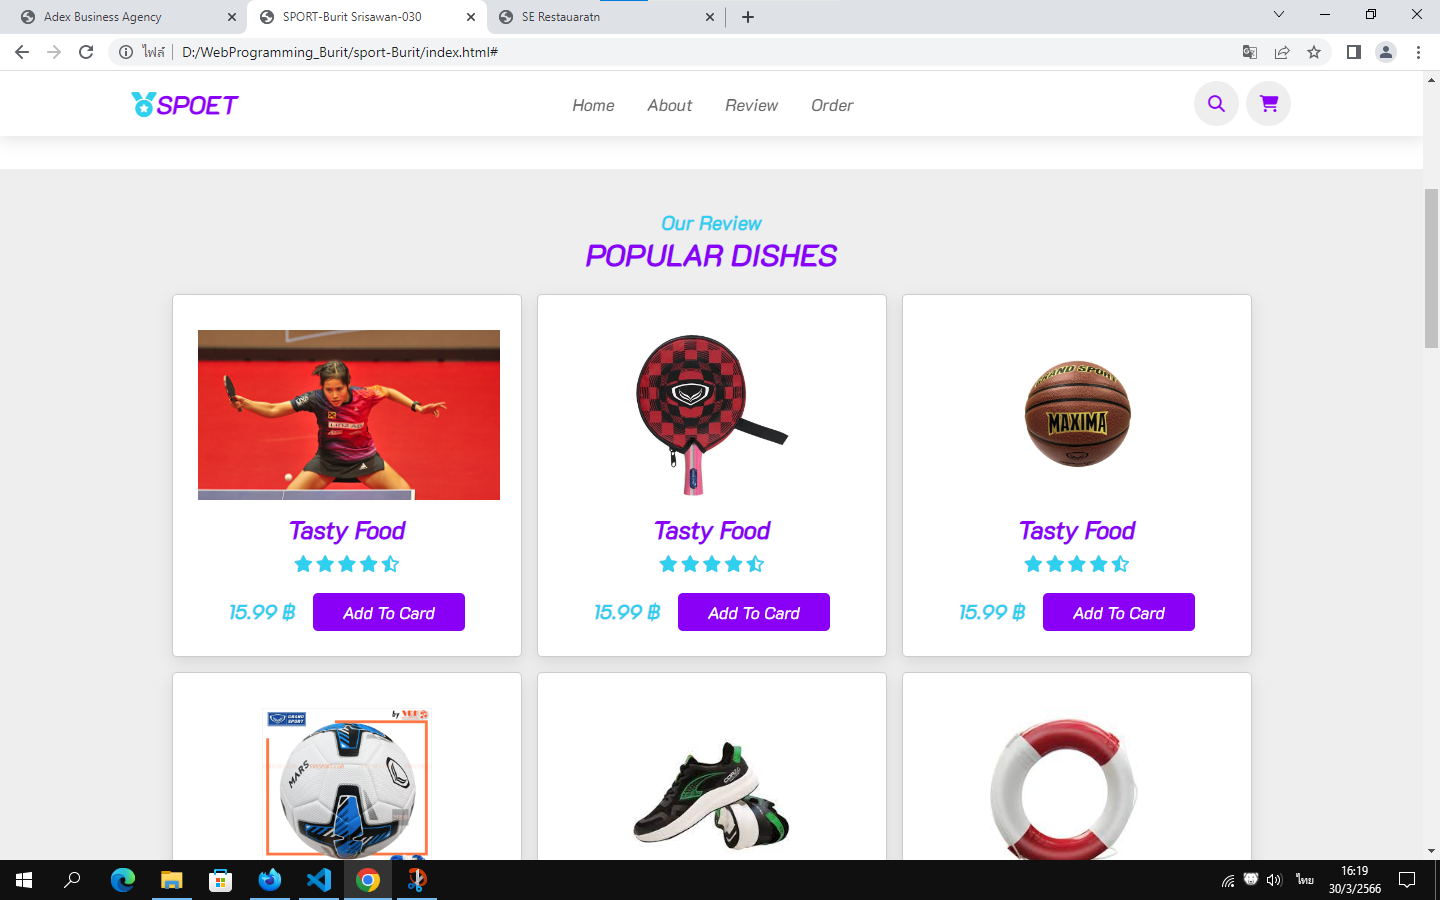 Adex Business Agency
SPORT-Burit Srisawan-030
SE Restauaratn
ไฟล์
D:/WebProgramming_Burit/sport-Burit/index.html#
SPOET
Home
About
Review
Order
Our Review
POPULAR DISHES
GRAND SPORT
MAXIMA
Tasty Food
Tasty Food
Tasty Food
15.99 ฿
Add To Card
15.99 ฿
Add To Card
15.99 ฿
Add To Card
GRAND SPORT
by
MARS
ไทย
16:19
30/3/2566